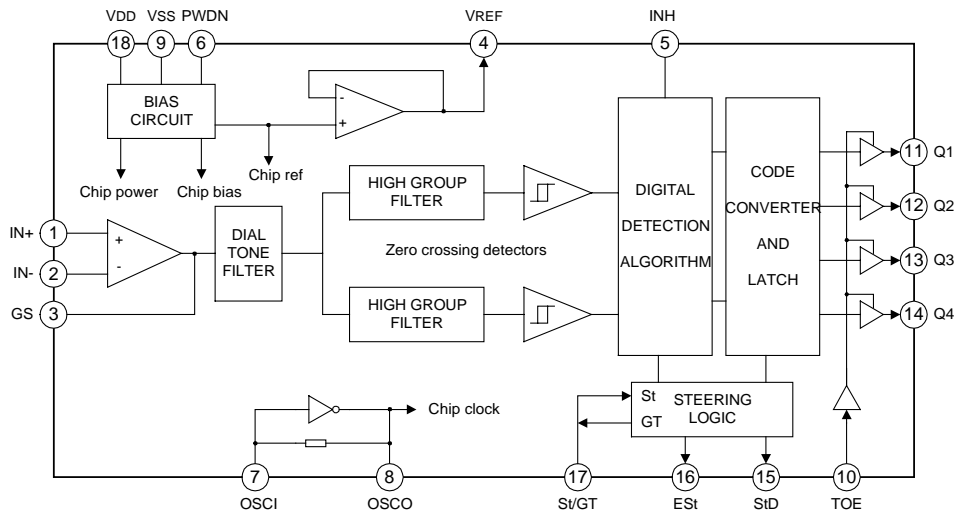 VDD VSS PWDN VREF INH
18 9 6 4 5
BIAS
CIRCUIT
-
+
Chip power
Chip bias
Chip ref
IN+ 1
IN- 2
GS 3
+
-
DIAL
TONE
FILTER
HIGH GROUP
FILTER
Zero crossing detectors
HIGH GROUP
FILTER
DIGITAL
DETECTION
ALGORITHM
CODE
CONVERTER
AND
LATCH
11 Q1
12 Q2
13 Q3
14 Q4
St
GT
STEERING
LOGIC
Chip clock
7 8 17 16 15 10
OSCI OSCO St/GT ESt StD TOE